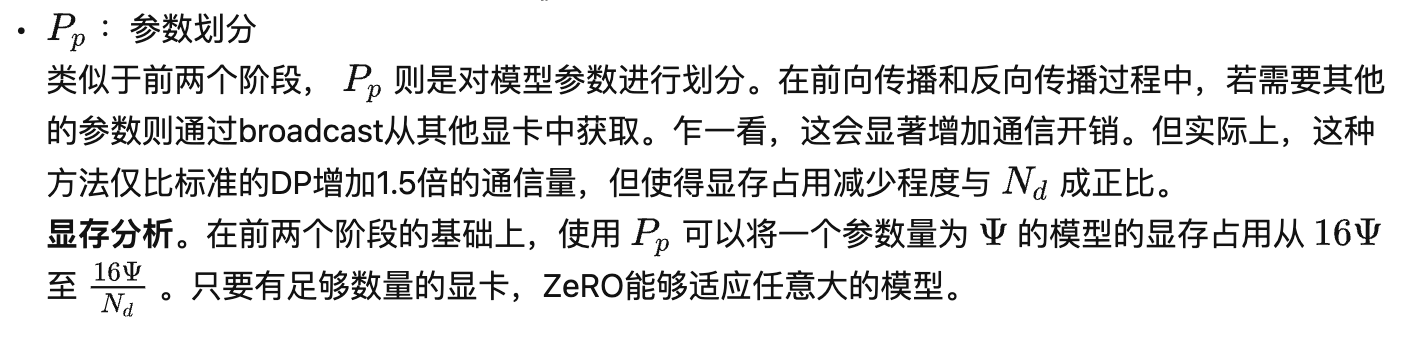 • P_p ： 参数划分
类似于前两个阶段， P_p 则是对模型参数进行划分。在前向传播和反向传播过程中，若需要其他
的参数则通过broadcast从其他显卡中获取。乍一看，这会显著增加通信开销。但实际上，这种
方法仅比标准的DP增加1.5倍的通信量，但使得显存占用减少程度与 N_d 成正比。
显存分析。在前两个阶段的基础上，使用 P_p 可以将一个参数量为 Ψ 的模型的显存占用从 16Ψ
至 \frac{16Ψ}{N_d} 。只要有足够数量的显卡，ZeRO能够适应任意大的模型。